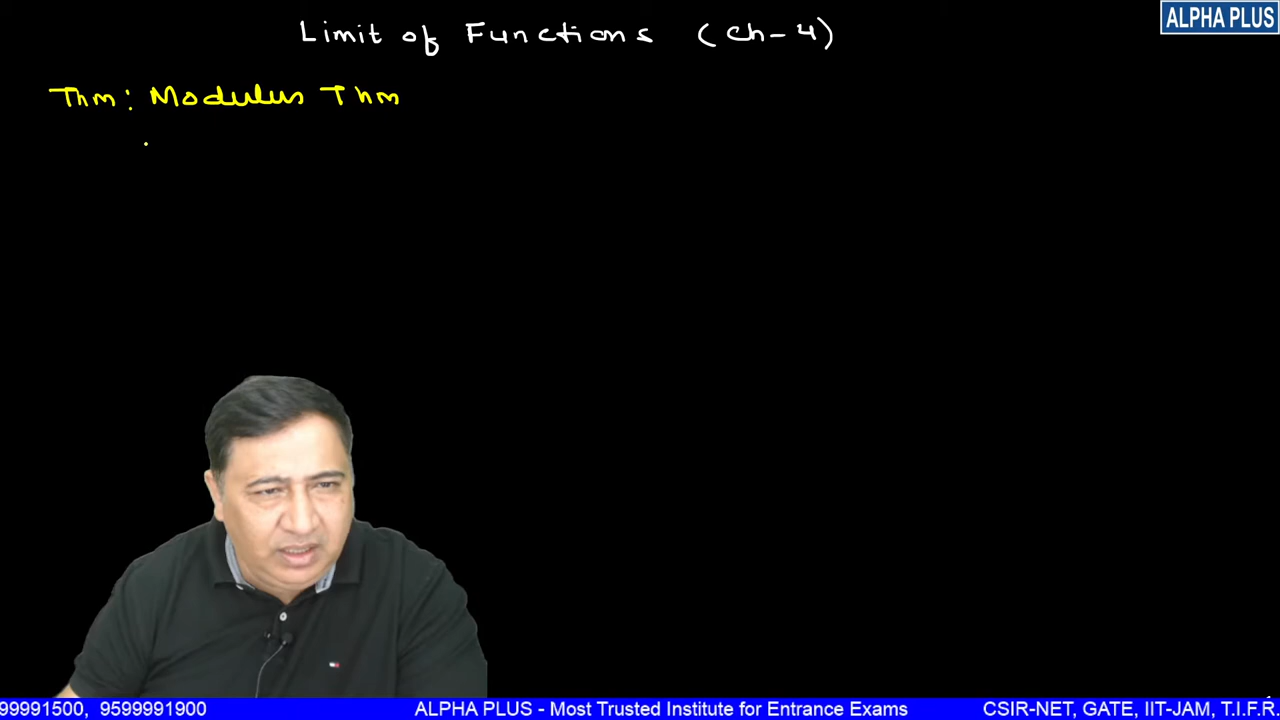 Limit of Functions (Ch-4)
ALPHA PLUS
Thm: Modulus Thm
99991500, 9599991900 ALPHA PLUS - Most Trusted Institute for Entrance Exams CSIR-NET, GATE, IIT-JAM, T.I.F.R.